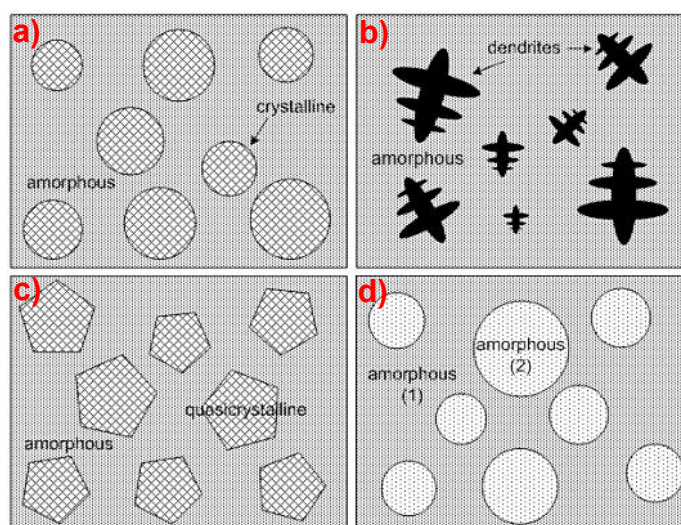 a)
crystalline
amorphous
b)
dendrites
amorphous
c)
quasicrystalline
amorphous
d)
amorphous
(2)
amorphous
(1)